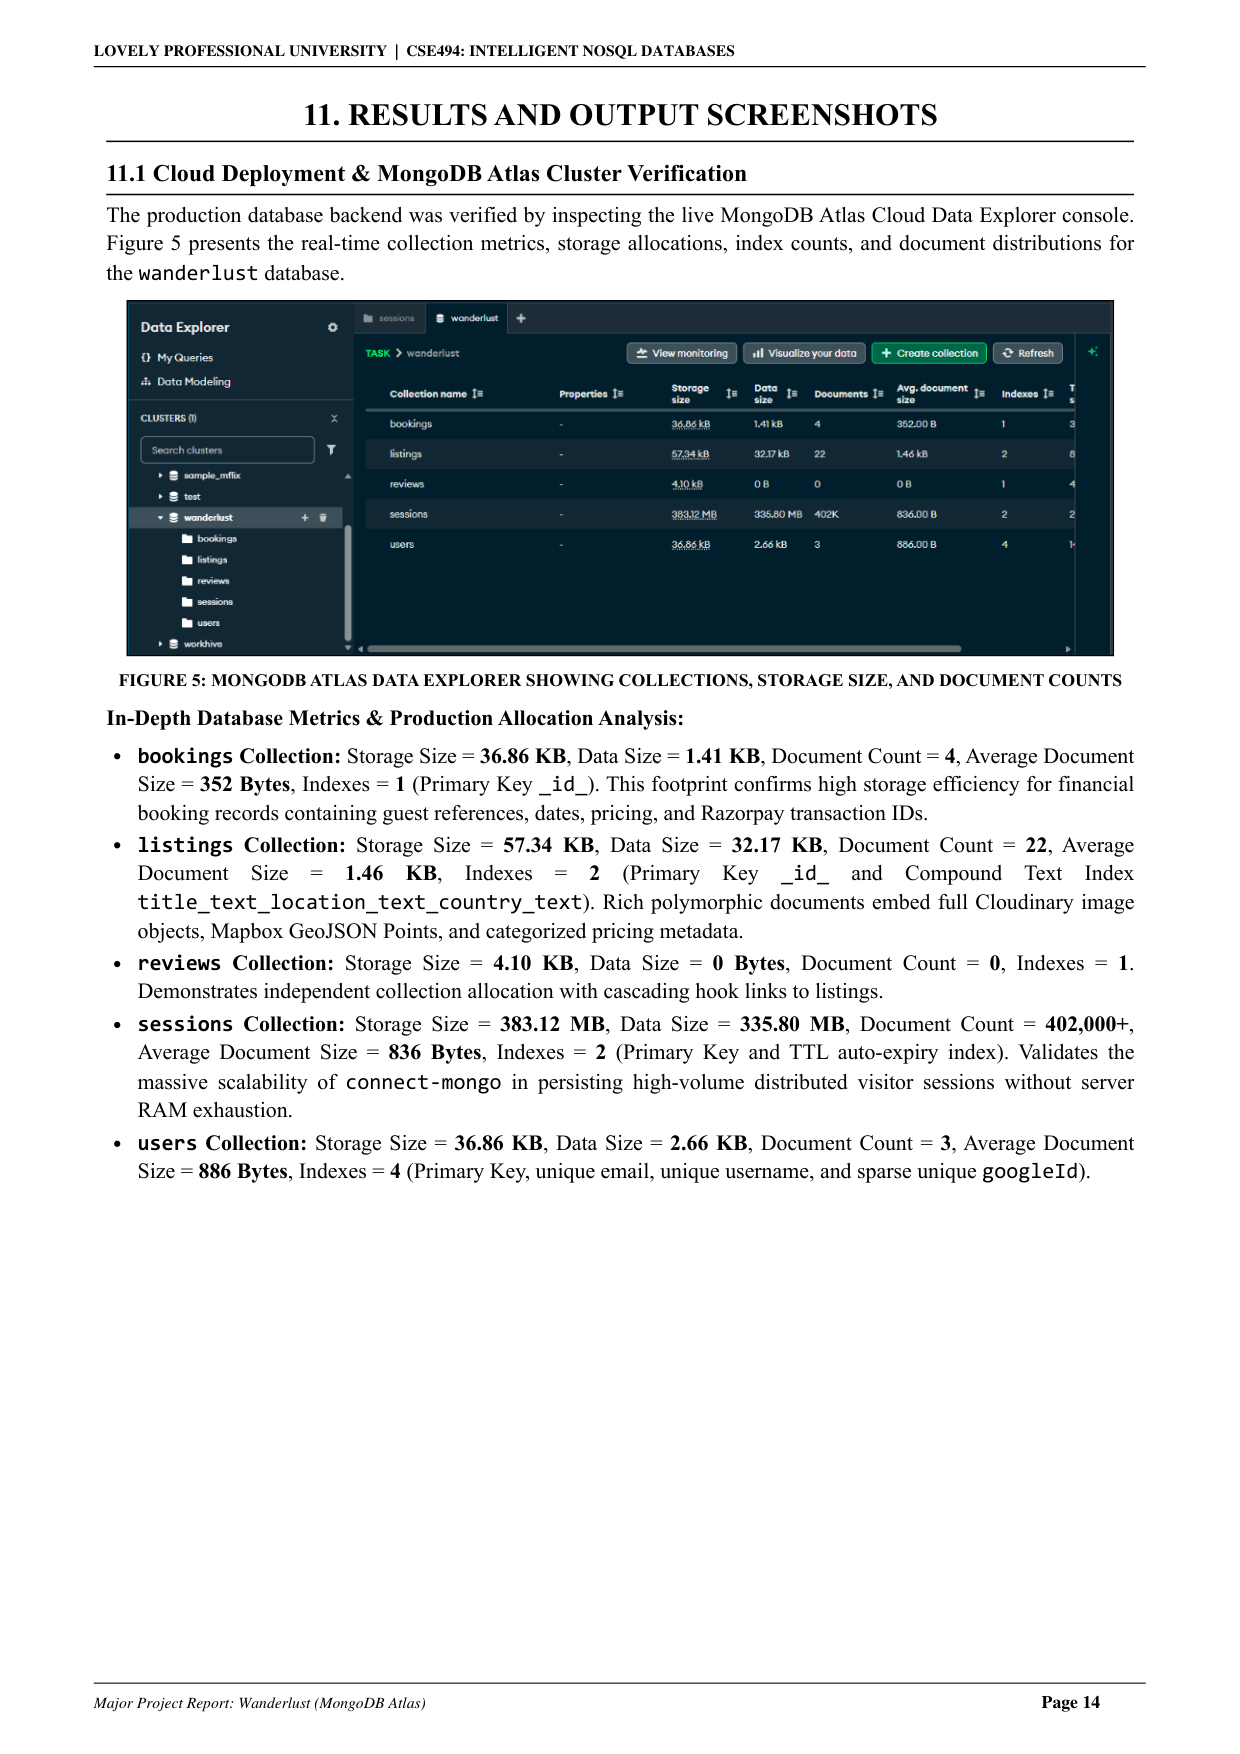 LOVELY PROFESSIONAL UNIVERSITY | CSE494: INTELLIGENT NOSQL DATABASES
11. RESULTS AND OUTPUT SCREENSHOTS
11.1 Cloud Deployment & MongoDB Atlas Cluster Verification
The production database backend was verified by inspecting the live MongoDB Atlas Cloud Data Explorer console.
Figure 5 presents the real-time collection metrics, storage allocations, index counts, and document distributions for
the wanderlust database.
sessions wanderlust
Data Explorer
My Queries
Data Modeling
CLUSTERS (1)
Search clusters
sample_mflix
test
wanderlust
bookings
listings
reviews
sessions
users
workhive
TASK > wanderlust View monitoring Visualize your data + Create collection Refresh
Collection name Properties Storage size Data size Documents Avg. document size Indexes T s
bookings - 36.86 kB 1.41 kB 4 352.00 B 1 3
listings - 57.34 kB 32.17 kB 22 1.46 kB 2 8
reviews - 4.10 kB 0 B 0 0 B 1 4
sessions - 383.12 MB 335.80 MB 402K 836.00 B 2 2
users - 36.86 kB 2.66 kB 3 886.00 B 4 1
FIGURE 5: MONGODB ATLAS DATA EXPLORER SHOWING COLLECTIONS, STORAGE SIZE, AND DOCUMENT COUNTS
In-Depth Database Metrics & Production Allocation Analysis:
• bookings Collection: Storage Size = 36.86 KB, Data Size = 1.41 KB, Document Count = 4, Average Document
Size = 352 Bytes, Indexes = 1 (Primary Key _id_). This footprint confirms high storage efficiency for financial
booking records containing guest references, dates, pricing, and Razorpay transaction IDs.
• listings Collection: Storage Size = 57.34 KB, Data Size = 32.17 KB, Document Count = 22, Average
Document Size = 1.46 KB, Indexes = 2 (Primary Key _id_ and Compound Text Index
title_text_location_text_country_text). Rich polymorphic documents embed full Cloudinary image
objects, Mapbox GeoJSON Points, and categorized pricing metadata.
• reviews Collection: Storage Size = 4.10 KB, Data Size = 0 Bytes, Document Count = 0, Indexes = 1.
Demonstrates independent collection allocation with cascading hook links to listings.
• sessions Collection: Storage Size = 383.12 MB, Data Size = 335.80 MB, Document Count = 402,000+,
Average Document Size = 836 Bytes, Indexes = 2 (Primary Key and TTL auto-expiry index). Validates the
massive scalability of connect-mongo in persisting high-volume distributed visitor sessions without server
RAM exhaustion.
• users Collection: Storage Size = 36.86 KB, Data Size = 2.66 KB, Document Count = 3, Average Document
Size = 886 Bytes, Indexes = 4 (Primary Key, unique email, unique username, and sparse unique googleId).
Major Project Report: Wanderlust (MongoDB Atlas) Page 14